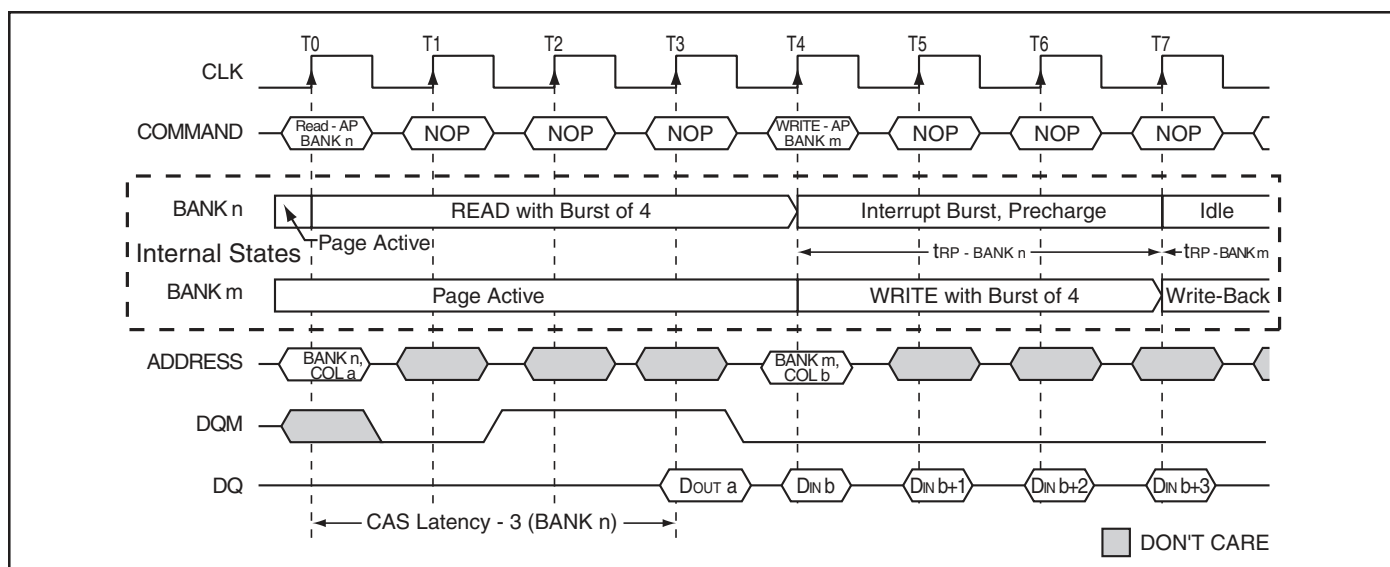 T0 T1 T2 T3 T4 T5 T6 T7
CLK
COMMAND Read - AP BANK n NOP NOP NOP WRITE - AP BANK m NOP NOP NOP
BANK n READ with Burst of 4 Interrupt Burst, Precharge Idle
Page Active
Internal States tRP - BANK n tRP - BANK m
BANK m Page Active WRITE with Burst of 4 Write-Back
ADDRESS BANK n, COL a BANK m, COL b
DQM
DQ DOUT a DIN b DIN b+1 DIN b+2 DIN b+3
CAS Latency - 3 (BANK n)
DON'T CARE